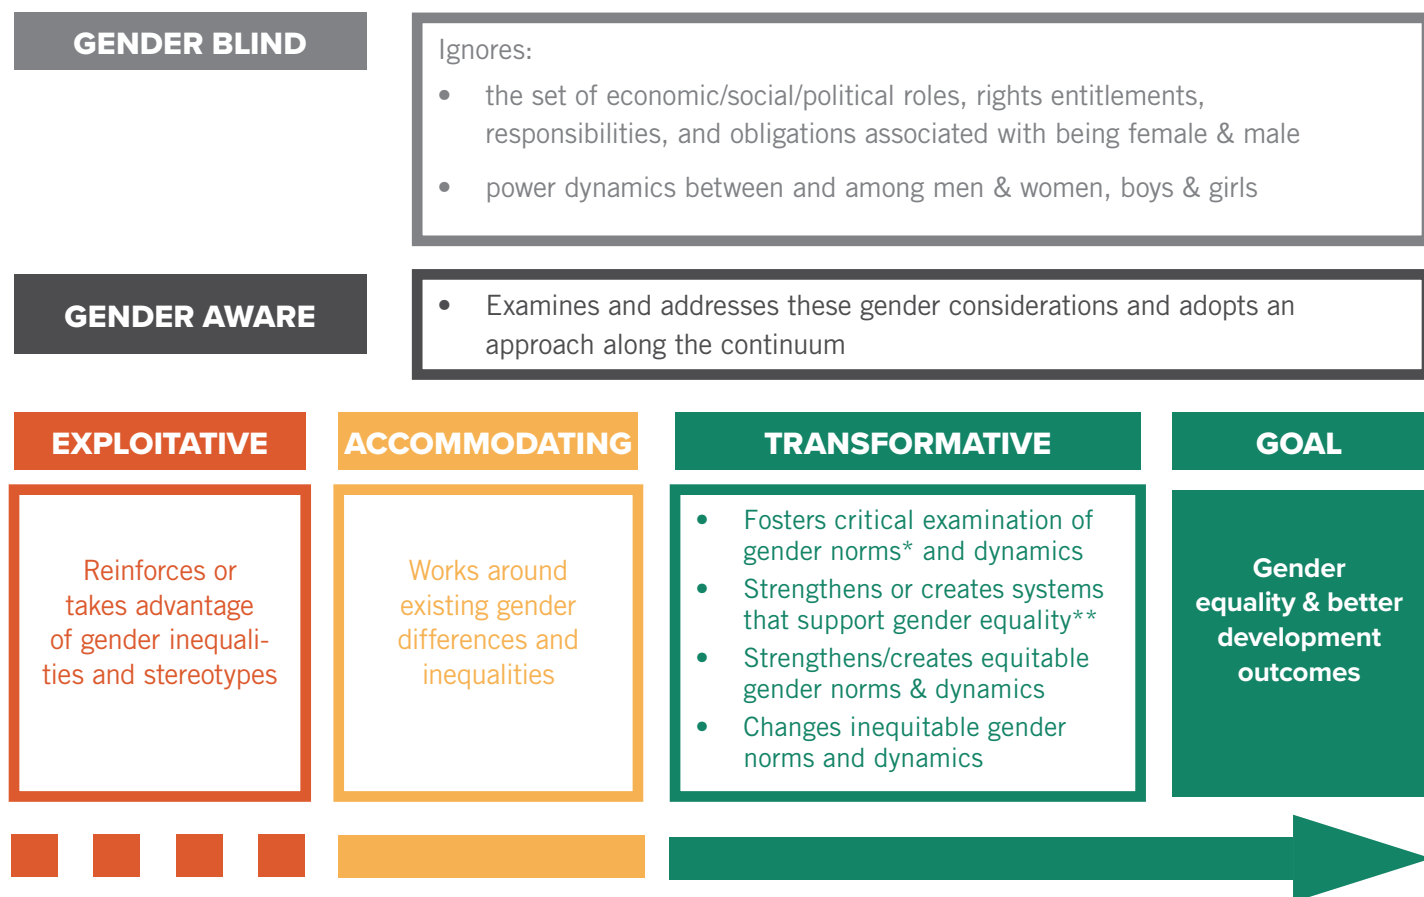 GENDER BLIND
Ignores:
• the set of economic/social/political roles, rights entitlements,
responsibilities, and obligations associated with being female & male
• power dynamics between and among men & women, boys & girls
GENDER AWARE
• Examines and addresses these gender considerations and adopts an
approach along the continuum
EXPLOITATIVE
Reinforces or
takes advantage
of gender inequali-
ties and stereotypes
ACCOMMODATING
Works around
existing gender
differences and
inequalities
TRANSFORMATIVE
• Fosters critical examination of
gender norms* and dynamics
• Strengthens or creates systems
that support gender equality**
• Strengthens/creates equitable
gender norms & dynamics
• Changes inequitable gender
norms and dynamics
GOAL
Gender
equality & better
development
outcomes